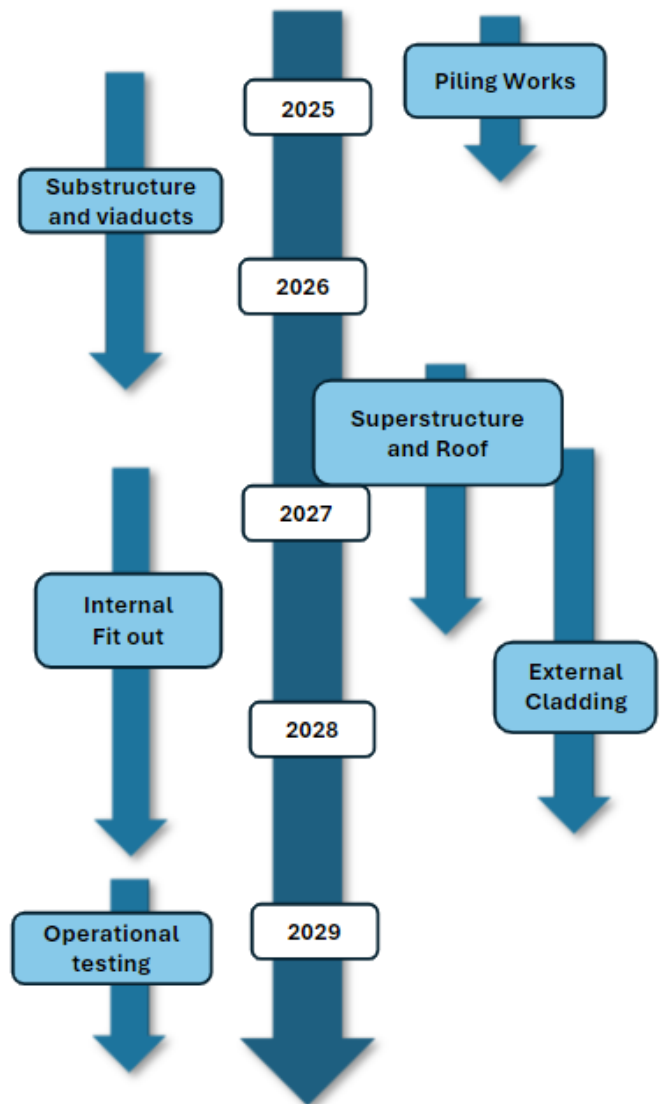 Piling Works
2025
Substructure
and viaducts
2026
Superstructure
and Roof
2027
Internal
Fit out
External
Cladding
2028
Operational
testing
2029